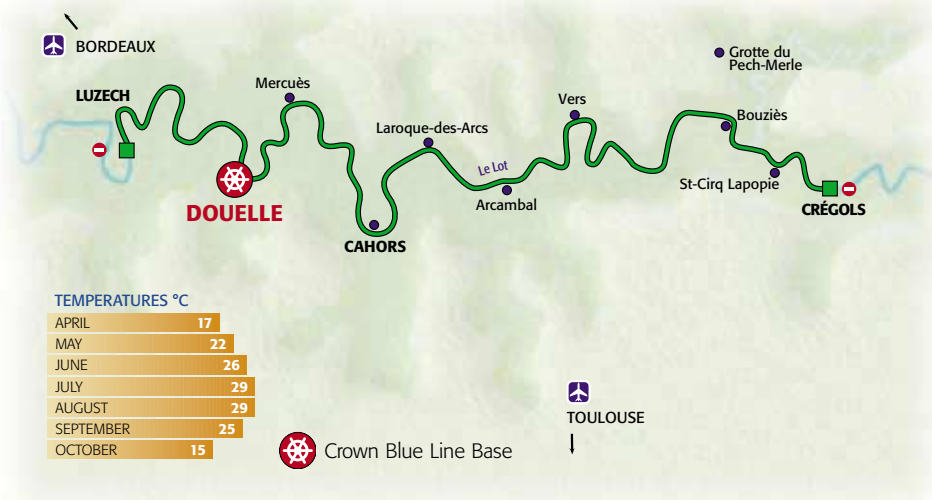 BORDEAUX
Grotte du
Pech-Merle
Mercuès
LUZECH
Vers
Bouziès
Laroque-des-Arcs
Le Lot
St-Cirq Lapopie
Arcambal
DOUELLE
CRÉGOLS
CAHORS
TEMPERATURES °C
APRIL 17
MAY 22
JUNE 26
JULY 29
AUGUST 29
SEPTEMBER 25
OCTOBER 15
TOULOUSE
Crown Blue Line Base